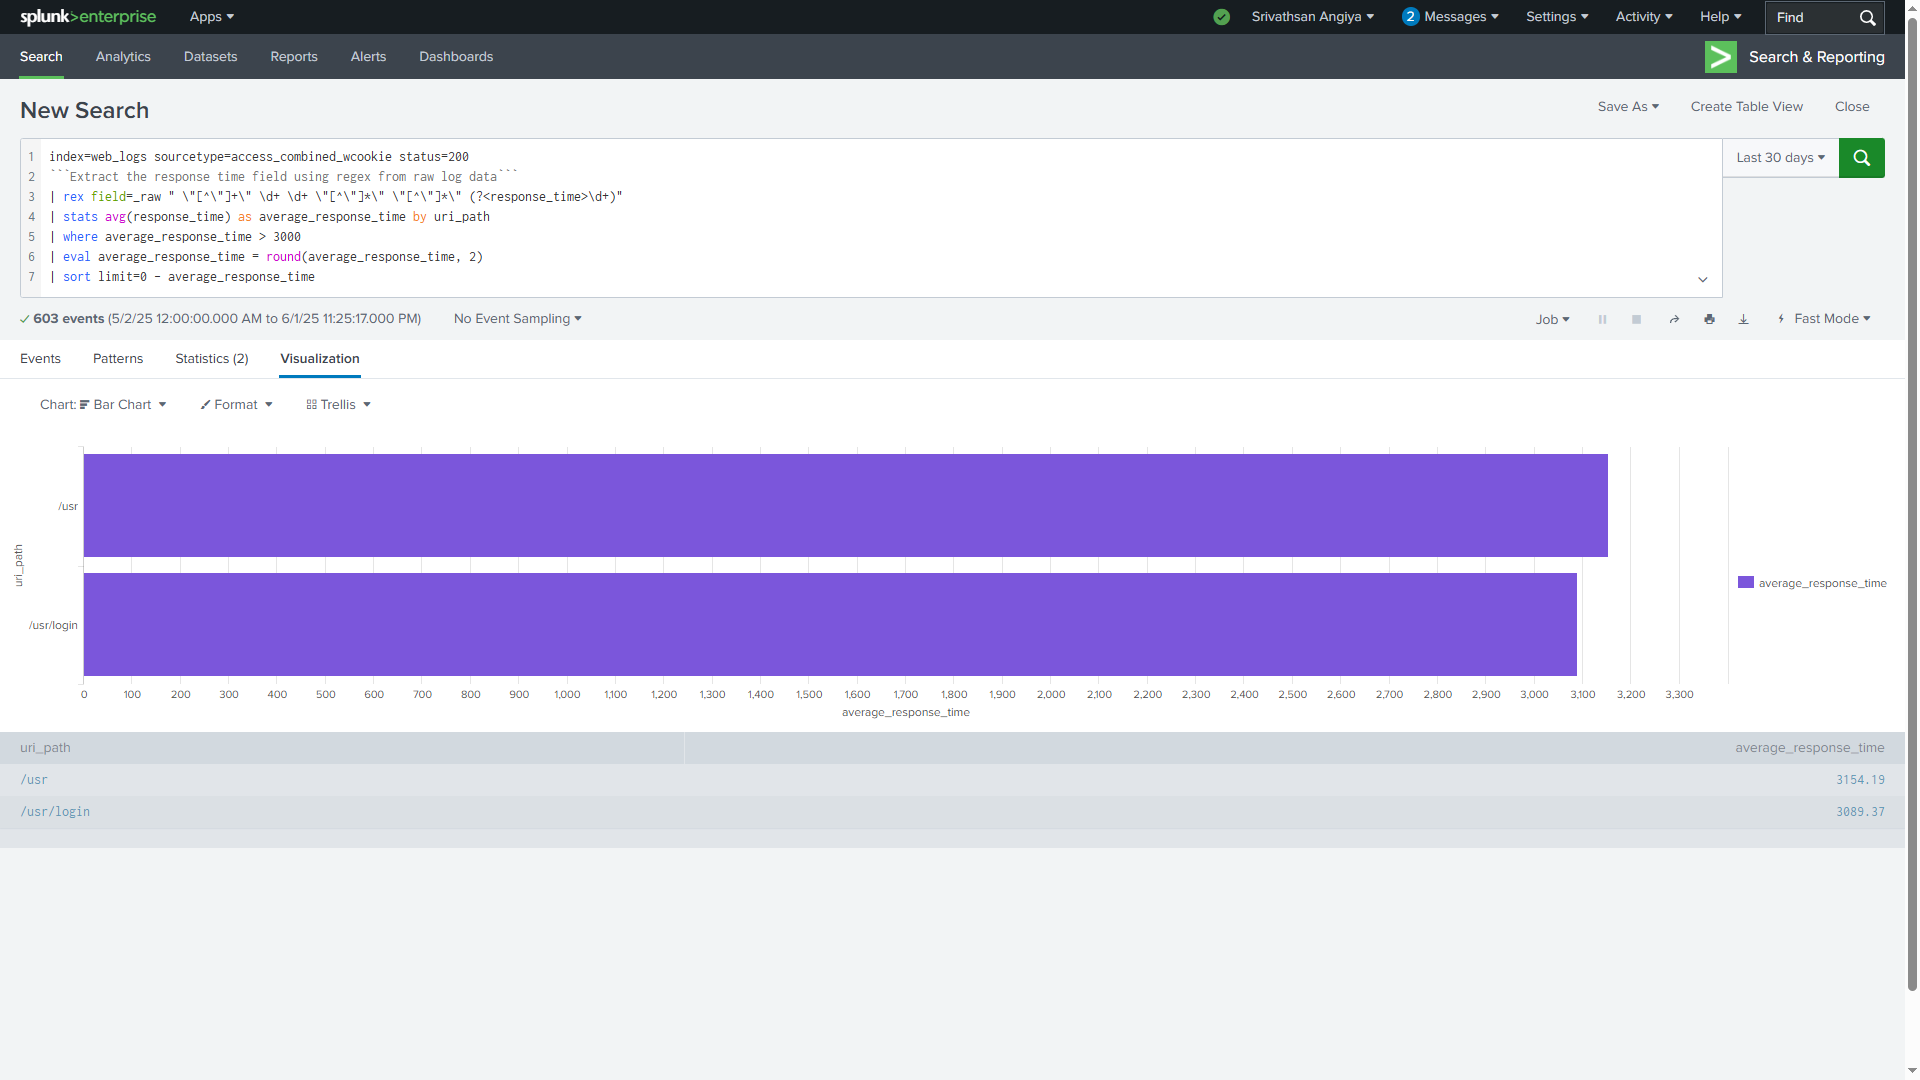 splunk>enterprise Apps Srivathsan Angiya 2 Messages Settings Activity Help Find
Search Analytics Datasets Reports Alerts Dashboards Search & Reporting
New Search Save As Create Table View Close
1 index=web_logs sourcetype=access_combined_wcookie status=200 Last 30 days
2 ```Extract the response time field using regex from raw log data```
3 | rex field=_raw " \"[^\"]+\" \d+ \d+ \"[^\"]*\" \"[^\"]*\" (?<response_time>\d+)"
4 | stats avg(response_time) as average_response_time by uri_path
5 | where average_response_time > 3000
6 | eval average_response_time = round(average_response_time, 2)
7 | sort limit=0 - average_response_time
603 events (5/2/25 12:00:00.000 AM to 6/1/25 11:25:17.000 PM) No Event Sampling Job Fast Mode
Events Patterns Statistics (2) Visualization
Chart: Bar Chart Format Trellis
/usr
uri_path
average_response_time
/usr/login
0 100 200 300 400 500 600 700 800 900 1,000 1,100 1,200 1,300 1,400 1,500 1,600 1,700 1,800 1,900 2,000 2,100 2,200 2,300 2,400 2,500 2,600 2,700 2,800 2,900 3,000 3,100 3,200 3,300
average_response_time
uri_path average_response_time
/usr 3154.19
/usr/login 3089.37